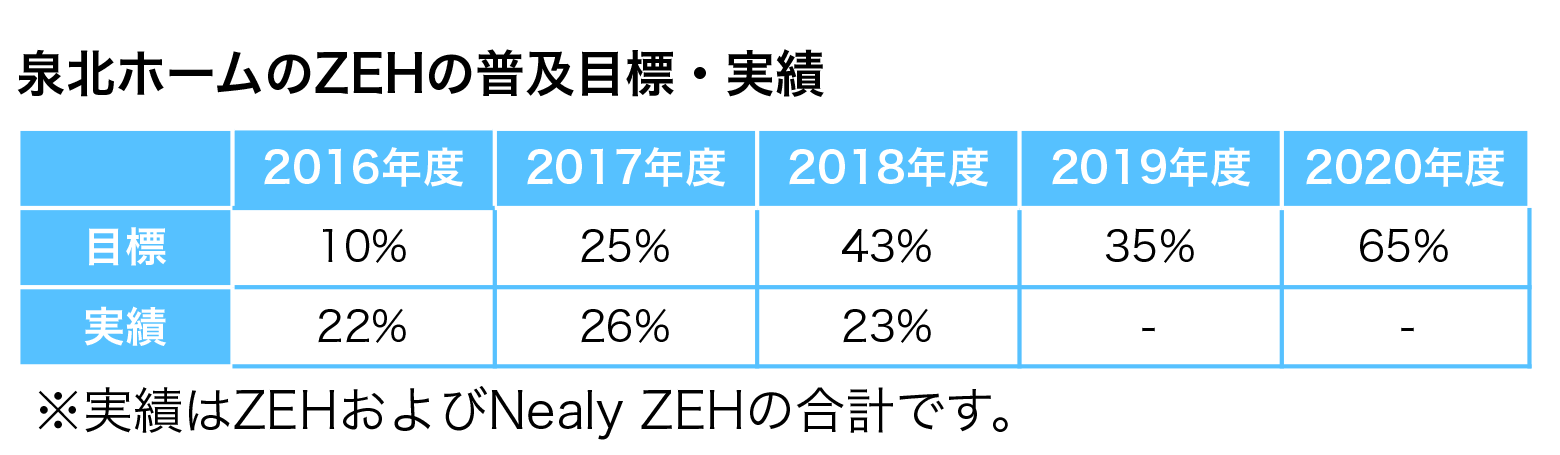 泉北ホームのZEHの普及目標・実績
2016年度 2017年度 2018年度 2019年度 2020年度
目標 10% 25% 43% 35% 65%
実績 22% 26% 23% - -
※実績はZEHおよびNealy ZEHの合計です。